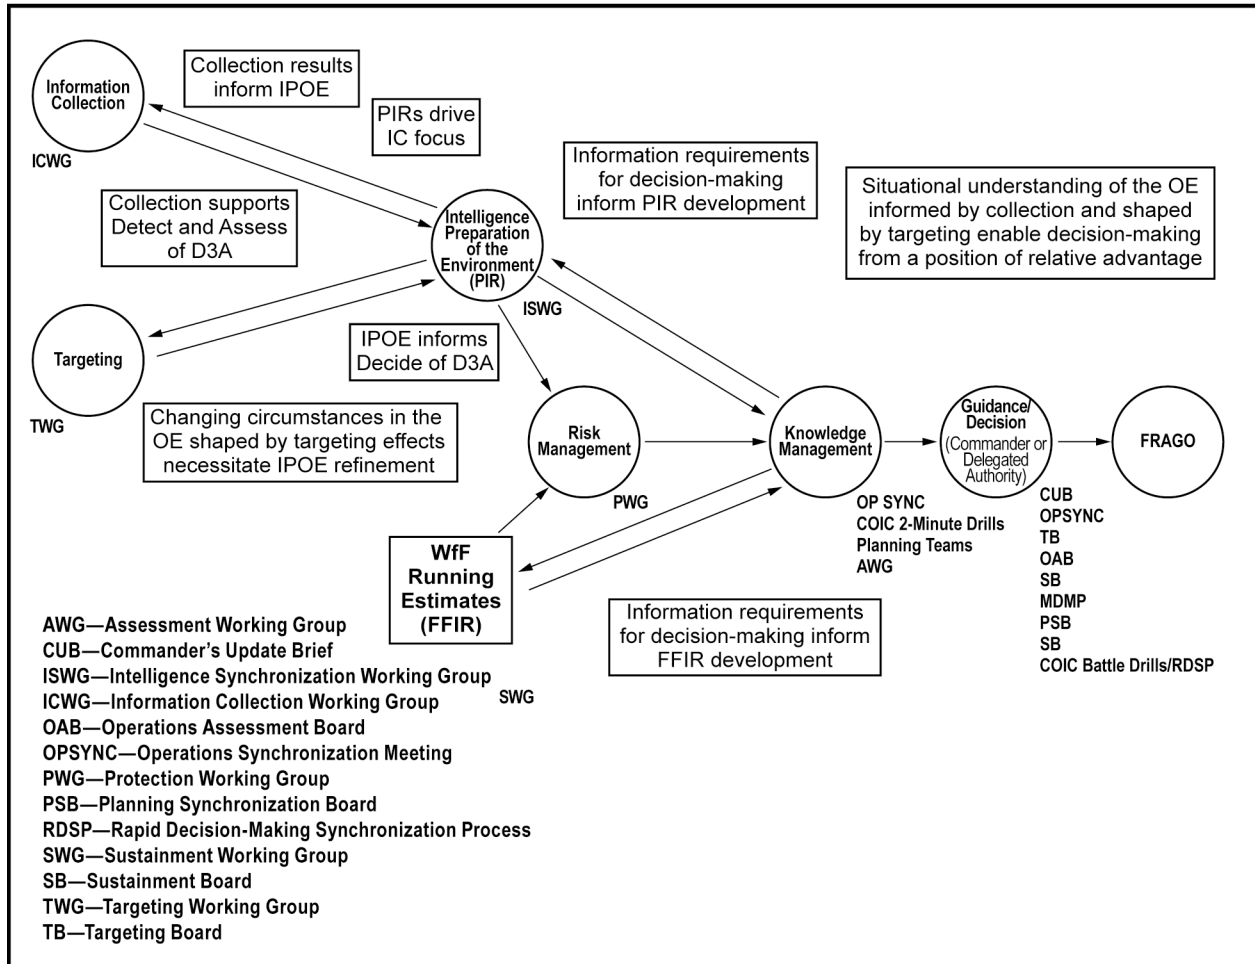 Information
Collection
ICWG
Collection results
inform IPOE
PIRs drive
IC focus
Collection supports
Detect and Assess
of D3A
Intelligence
Preparation
of the
Environment
(PIR)
ISWG
Information requirements
for decision-making
inform PIR development
Situational understanding of the OE
informed by collection and shaped
by targeting enable decision-making
from a position of relative advantage
Targeting
TWG
IPOE informs
Decide of D3A
Changing circumstances in the
OE shaped by targeting effects
necessitate IPOE refinement
Risk
Management
PWG
Knowledge
Management
OP SYNC
COIC 2-Minute Drills
Planning Teams
AWG
Guidance/
Decision
(Commander or
Delegated
Authority)
CUB
OPSYNC
TB
OAB
SB
MDMP
PSB
SB
COIC Battle Drills/RDSP
FRAGO
WfF
Running
Estimates
(FFIR)
SWG
Information requirements
for decision-making inform
FFIR development
AWG—Assessment Working Group
CUB—Commander's Update Brief
ISWG—Intelligence Synchronization Working Group
ICWG—Information Collection Working Group
OAB—Operations Assessment Board
OPSYNC—Operations Synchronization Meeting
PWG—Protection Working Group
PSB—Planning Synchronization Board
RDSP—Rapid Decision-Making Synchronization Process
SWG—Sustainment Working Group
SB—Sustainment Board
TWG—Targeting Working Group
TB—Targeting Board